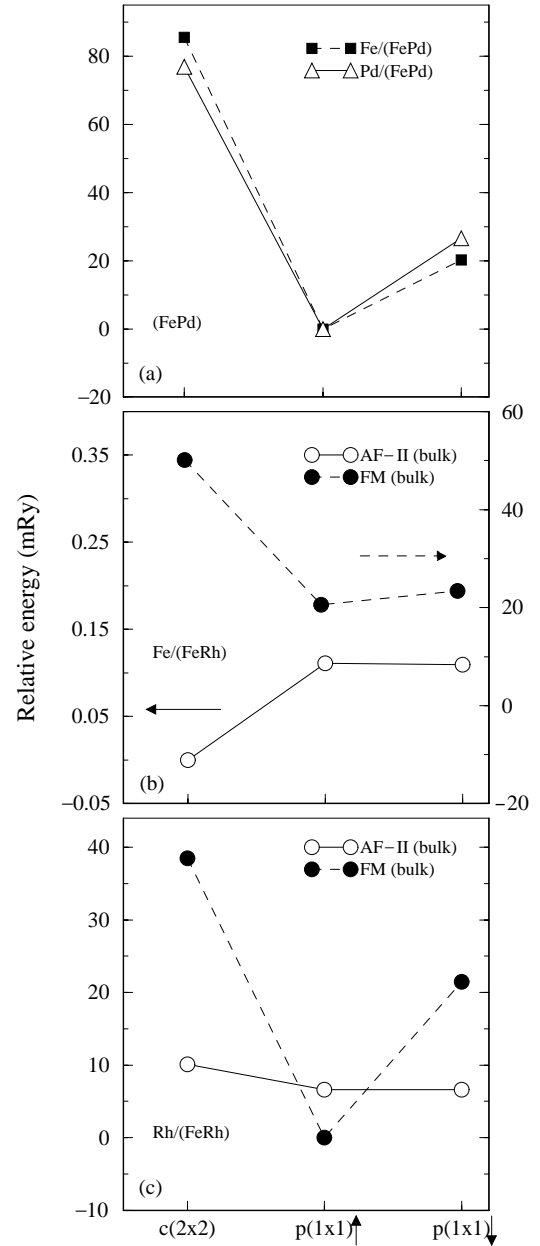 80
60
40
20
0
−20
Fe/(FePd)
Pd/(FePd)
(FePd)
(a)
Relative energy (mRy)
0.35
0.25
0.15
0.05
−0.05
60
40
20
0
−20
AF−II (bulk)
FM (bulk)
Fe/(FeRh)
(b)
40
30
20
10
0
−10
AF−II (bulk)
FM (bulk)
Rh/(FeRh)
(c)
c(2x2) p(1x1) p(1x1)